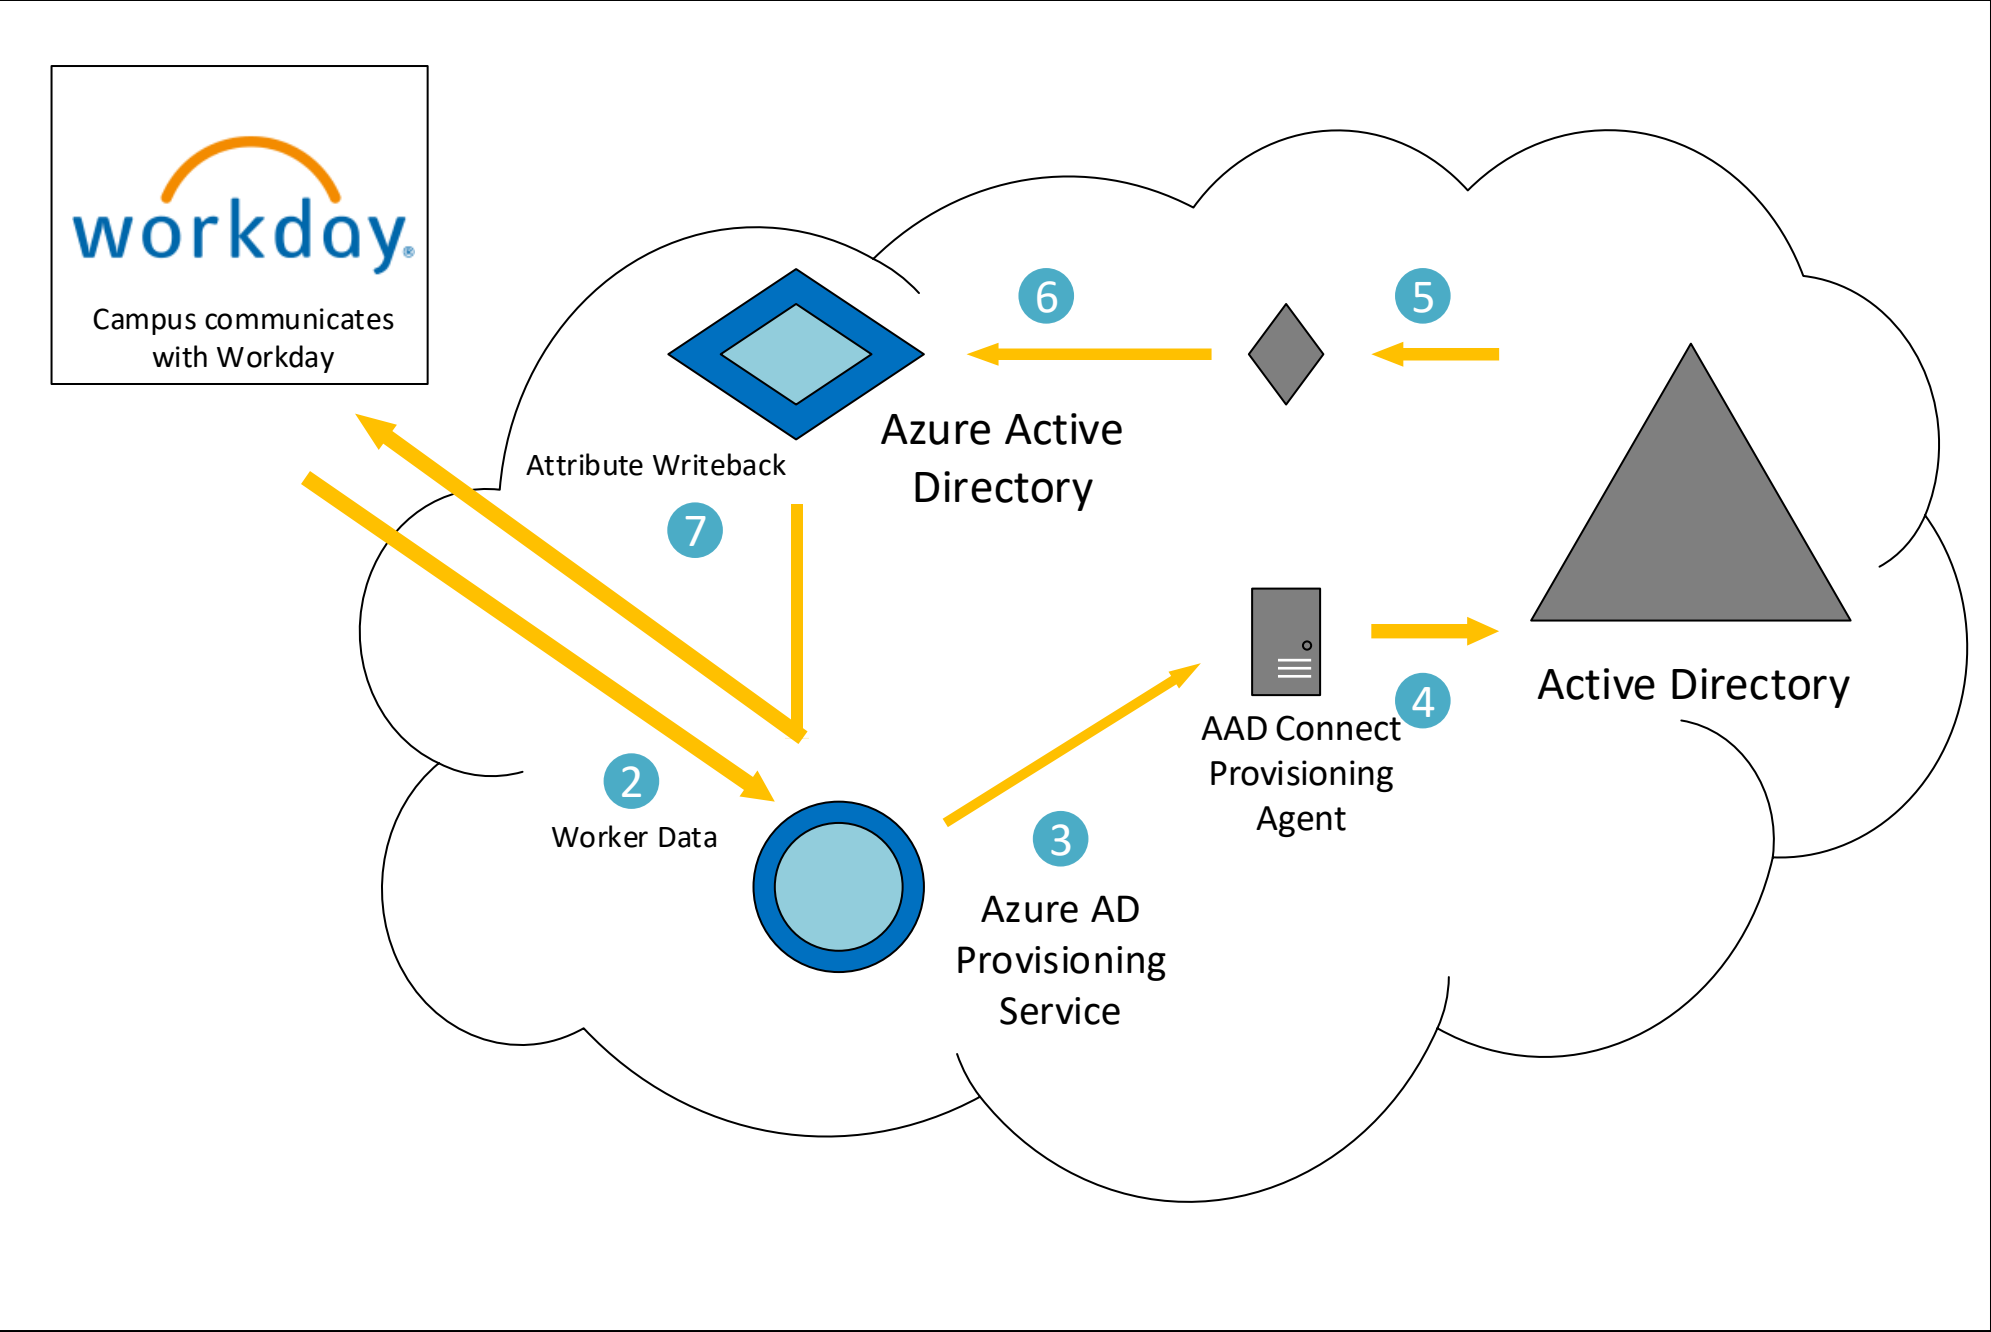 workday®
Campus communicates
with Workday
6
5
Azure Active
Directory
Attribute Writeback
7
Active Directory
4
AAD Connect
Provisioning
Agent
2
Worker Data
3
Azure AD
Provisioning
Service